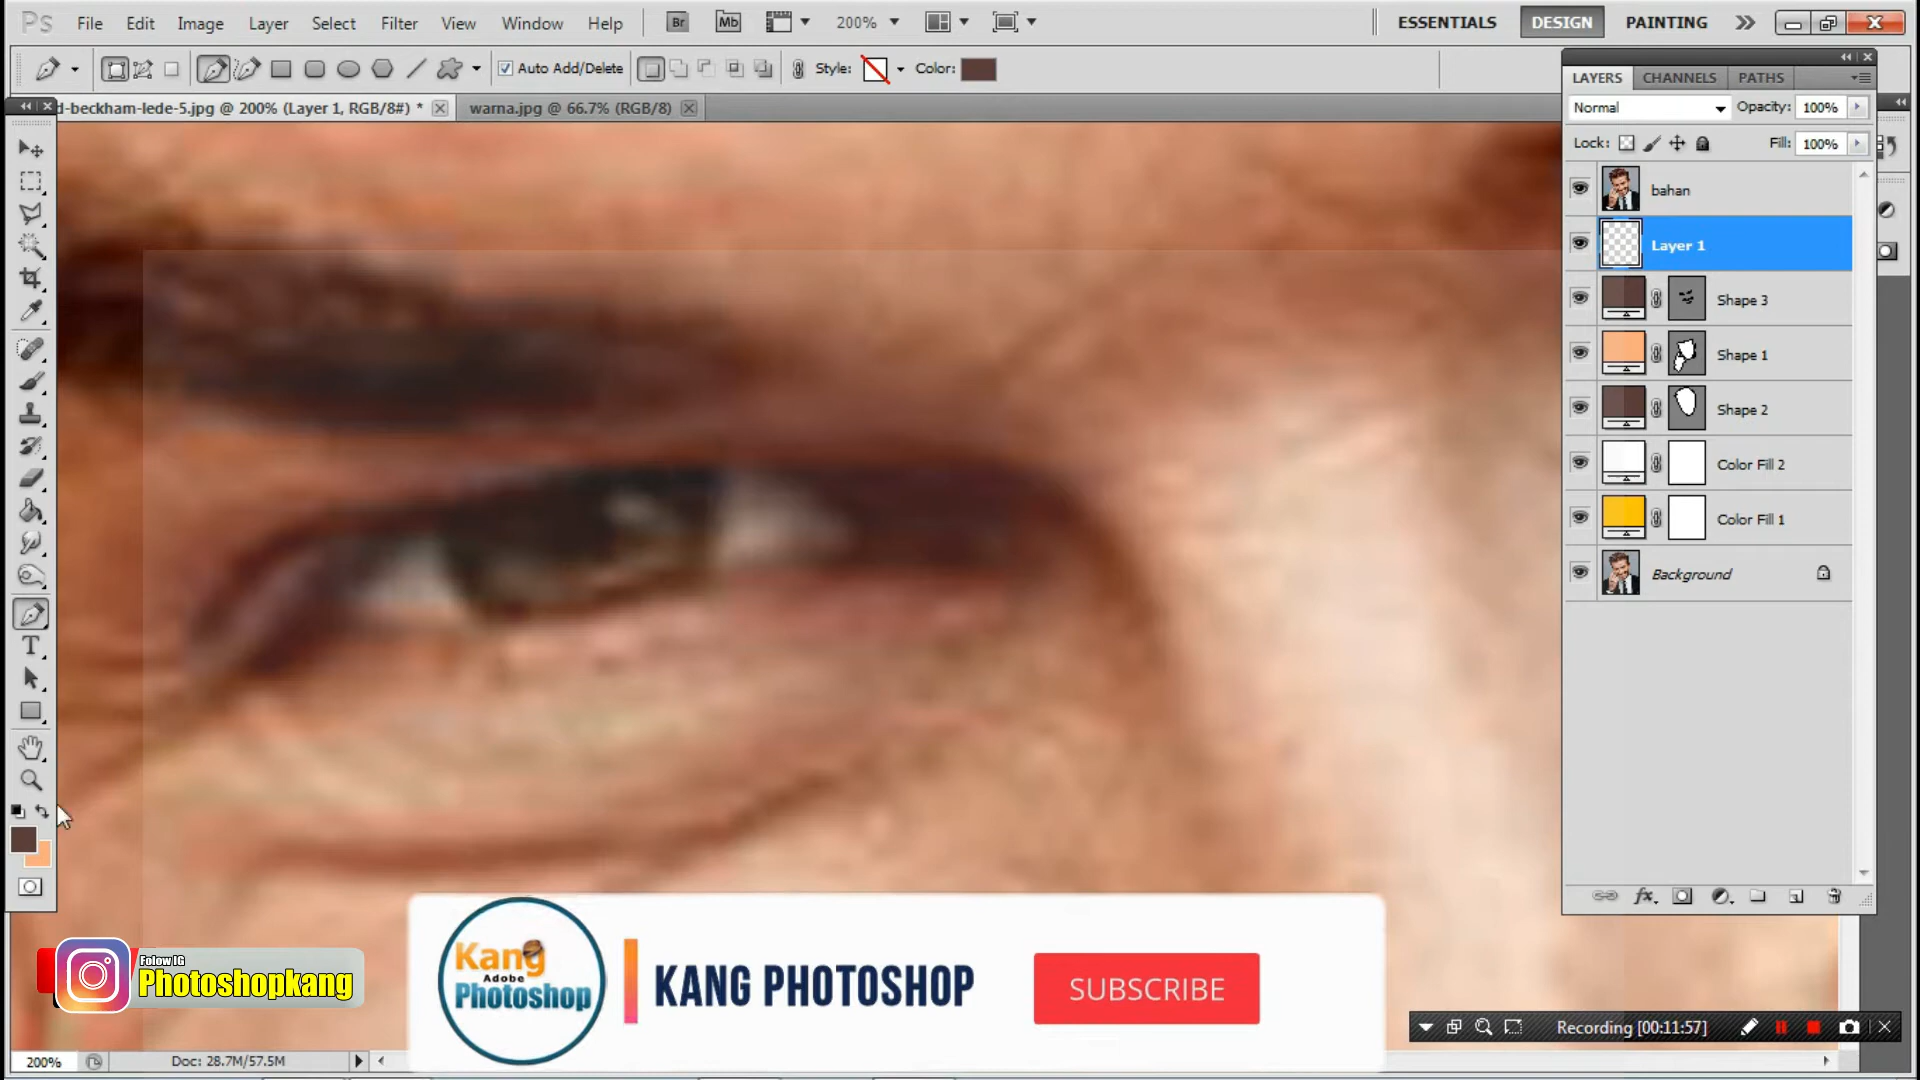 Ps File Edit Image Layer Select Filter View Window Help Br Mb 200% ESSENTIALS DESIGN PAINTING
Auto Add/Delete Style: Color:
d-beckham-lede-5.jpg @ 200% (Layer 1, RGB/8#) * warna.jpg @ 66.7% (RGB/8)
LAYERS CHANNELS PATHS
Normal Opacity: 100%
Lock: Fill: 100%
bahan
Layer 1
Shape 3
Shape 1
Shape 2
Color Fill 2
Color Fill 1
Background
T
fx
Folow IG
Photoshopkang
Kang
Adobe
Photoshop
KANG PHOTOSHOP
SUBSCRIBE
Recording [00:11:57]
200% Doc: 28.7M/57.5M